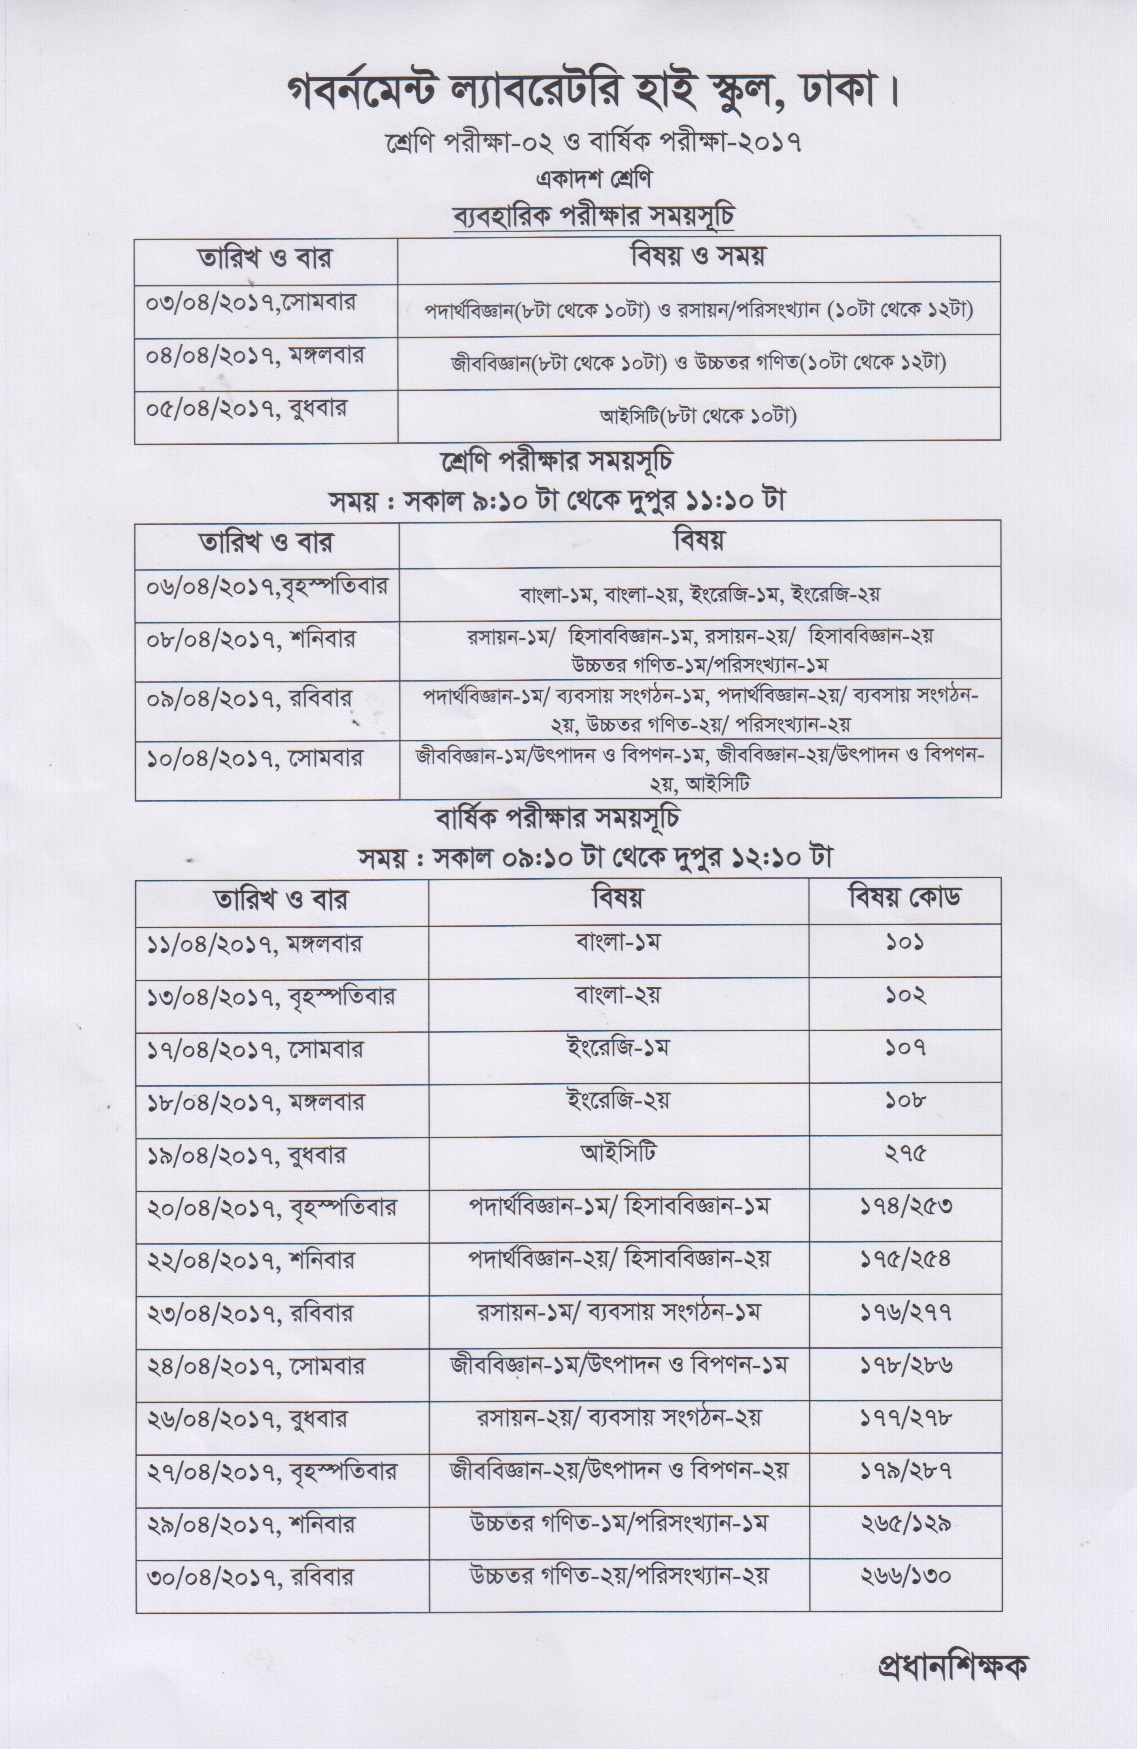 গবর্নমেন্ট ল্যাবরেটরি হাই স্কুল, ঢাকা।
শ্রেণি পরীক্ষা-০২ ও বার্ষিক পরীক্ষা-২০১৭
একাদশ শ্রেণি
ব্যবহারিক পরীক্ষার সময়সূচি
তারিখ ও বার বিষয় ও সময়
০৩/০৪/২০১৭,সোমবার পদার্থবিজ্ঞান(৮টা থেকে ১০টা) ও রসায়ন/পরিসংখ্যান (১০টা থেকে ১২টা)
০৪/০৪/২০১৭, মঙ্গলবার জীববিজ্ঞান(৮টা থেকে ১০টা) ও উচ্চতর গণিত(১০টা থেকে ১২টা)
০৫/০৪/২০১৭, বুধবার আইসিটি(৮টা থেকে ১০টা)
শ্রেণি পরীক্ষার সময়সূচি
সময় : সকাল ৯:১০ টা থেকে দুপুর ১১:১০ টা
তারিখ ও বার বিষয়
০৬/০৪/২০১৭,বৃহস্পতিবার বাংলা-১ম, বাংলা-২য়, ইংরেজি-১ম, ইংরেজি-২য়
০৮/০৪/২০১৭, শনিবার রসায়ন-১ম/ হিসাববিজ্ঞান-১ম, রসায়ন-২য়/ হিসাববিজ্ঞান-২য়
উচ্চতর গণিত-১ম/পরিসংখ্যান-১ম
০৯/০৪/২০১৭, রবিবার পদার্থবিজ্ঞান-১ম/ ব্যবসায় সংগঠন-১ম, পদার্থবিজ্ঞান-২য়/ ব্যবসায় সংগঠন-
২য়, উচ্চতর গণিত-২য়/ পরিসংখ্যান-২য়
১০/০৪/২০১৭, সোমবার জীববিজ্ঞান-১ম/উৎপাদন ও বিপণন-১ম, জীববিজ্ঞান-২য়/উৎপাদন ও বিপণন-
২য়, আইসিটি
বার্ষিক পরীক্ষার সময়সূচি
সময় : সকাল ০৯:১০ টা থেকে দুপুর ১২:১০ টা
তারিখ ও বার বিষয় বিষয় কোড
১১/০৪/২০১৭, মঙ্গলবার বাংলা-১ম ১০১
১৩/০৪/২০১৭, বৃহস্পতিবার বাংলা-২য় ১০২
১৭/০৪/২০১৭, সোমবার ইংরেজি-১ম ১০৭
১৮/০৪/২০১৭, মঙ্গলবার ইংরেজি-২য় ১০৮
১৯/০৪/২০১৭, বুধবার আইসিটি ২৭৫
২০/০৪/২০১৭, বৃহস্পতিবার পদার্থবিজ্ঞান-১ম/ হিসাববিজ্ঞান-১ম ১৭৪/২৫৩
২২/০৪/২০১৭, শনিবার পদার্থবিজ্ঞান-২য়/ হিসাববিজ্ঞান-২য় ১৭৫/২৫৪
২৩/০৪/২০১৭, রবিবার রসায়ন-১ম/ ব্যবসায় সংগঠন-১ম ১৭৬/২৭৭
২৪/০৪/২০১৭, সোমবার জীববিজ্ঞান-১ম/উৎপাদন ও বিপণন-১ম ১৭৮/২৮৬
২৬/০৪/২০১৭, বুধবার রসায়ন-২য়/ ব্যবসায় সংগঠন-২য় ১৭৭/২৭৮
২৭/০৪/২০১৭, বৃহস্পতিবার জীববিজ্ঞান-২য়/উৎপাদন ও বিপণন-২য় ১৭৯/২৮৭
২৯/০৪/২০১৭, শনিবার উচ্চতর গণিত-১ম/পরিসংখ্যান-১ম ২৬৫/১২৯
৩০/০৪/২০১৭, রবিবার উচ্চতর গণিত-২য়/পরিসংখ্যান-২য় ২৬৬/১৩০
প্রধানশিক্ষক